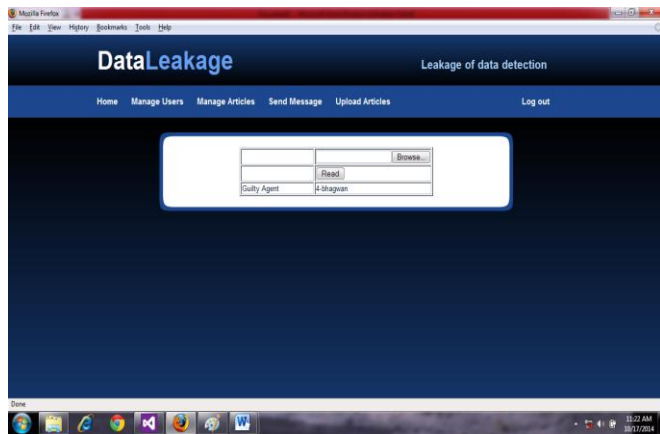 Mozilla Firefox
File Edit View History Bookmarks Tools Help
DataLeakage
Leakage of data detection
Home Manage Users Manage Articles Send Message Upload Articles Log out
Browse...
Read
Guilty Agent 4-bhagwan
Done
11:22 AM
10/17/2014